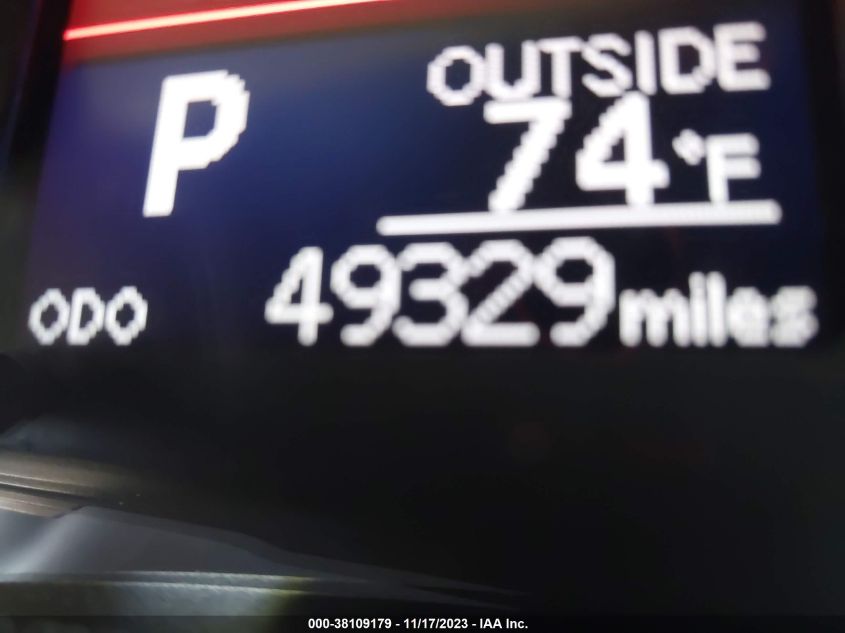 P
OUTSIDE
74°F
ODO 49329 miles
000-38109179 - 11/17/2023 - IAA Inc.